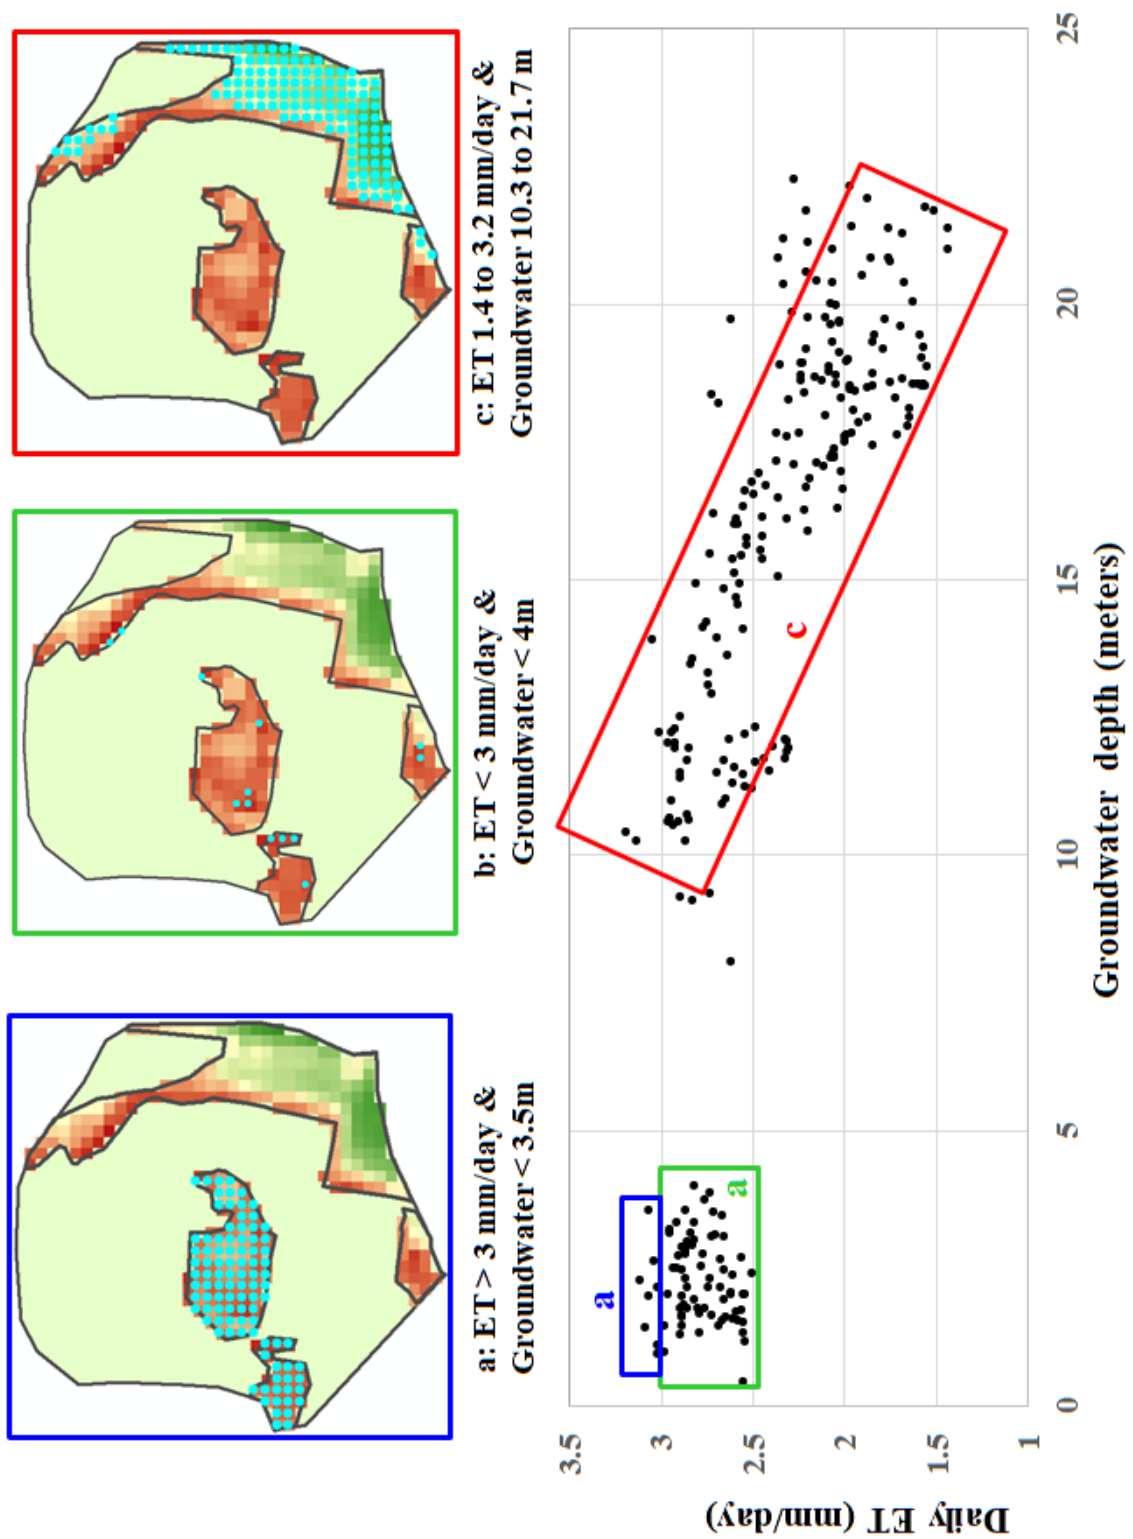 a: ET > 3 mm/day &
Groundwater < 3.5m
b: ET < 3 mm/day &
Groundwater < 4m
c: ET 1.4 to 3.2 mm/day &
Groundwater 10.3 to 21.7 m
Daily ET (mm/day)
3.5
3
2.5
2
1.5
1
a
a
c
0
5
10
15
20
25
Groundwater depth (meters)